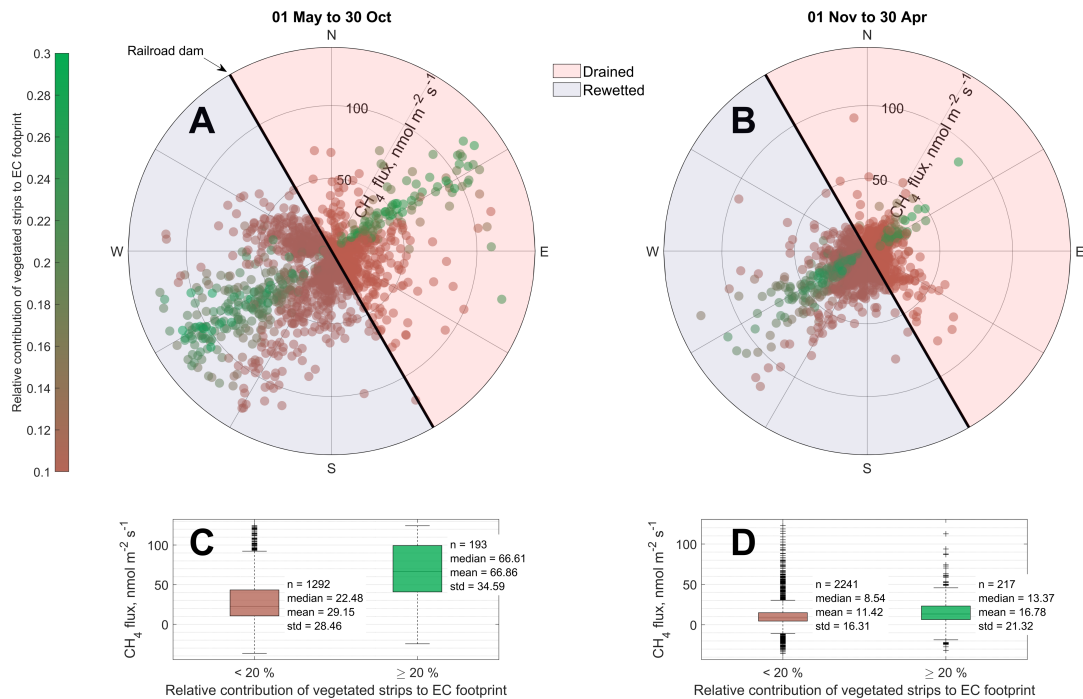 01 May to 30 Oct
01 Nov to 30 Apr
N
N
Railroad dam
Drained
Rewetted
A
B
100
50
100
50
CH4 flux, nmol m-2 s-1
CH4 flux, nmol m-2 s-1
W
E
W
E
S
S
0.3
0.28
0.26
0.24
0.22
0.2
0.18
0.16
0.14
0.12
0.1
Relative contribution of vegetated strips to EC footprint
C
CH4 flux, nmol m-2 s-1
100
50
0
n = 1292
median = 22.48
mean = 29.15
std = 28.46
n = 193
median = 66.61
mean = 66.86
std = 34.59
< 20 %
≥ 20 %
Relative contribution of vegetated strips to EC footprint
D
CH4 flux, nmol m-2 s-1
100
50
0
n = 2241
median = 8.54
mean = 11.42
std = 16.31
n = 217
median = 13.37
mean = 16.78
std = 21.32
< 20 %
≥ 20 %
Relative contribution of vegetated strips to EC footprint